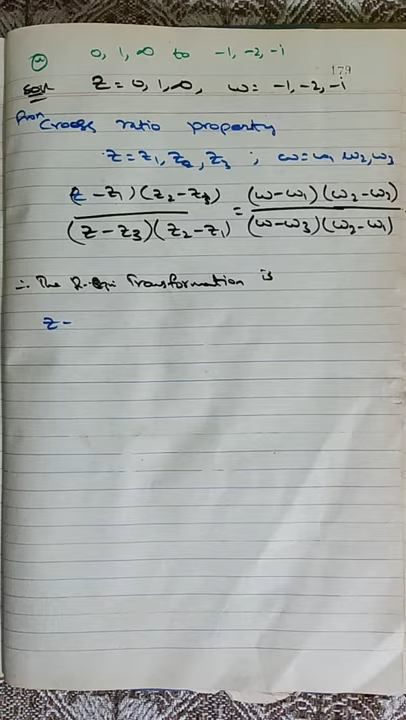 0, 1, ∞ to -1, -2, -i
179
Soln Z = 0, 1, ∞, ω = -1, -2, -i
from Cross ratio property
Z = Z1, Z2, Z3 ; ω = ω1 ω2, ω3
(Z - Z1) (Z2 - Z3) / (Z - Z3) (Z2 - Z1) = (ω - ω1) (ω2 - ω3) / (ω - ω3) (ω2 - ω1)
∴ The Transformation is
Z -